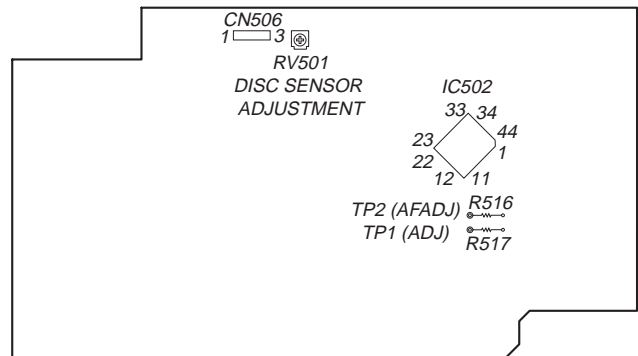 CN506
1 3
RV501
DISC SENSOR
ADJUSTMENT
IC502
33 34
23 44
22 1
12 11
TP2 (AFADJ) R516
TP1 (ADJ) R517